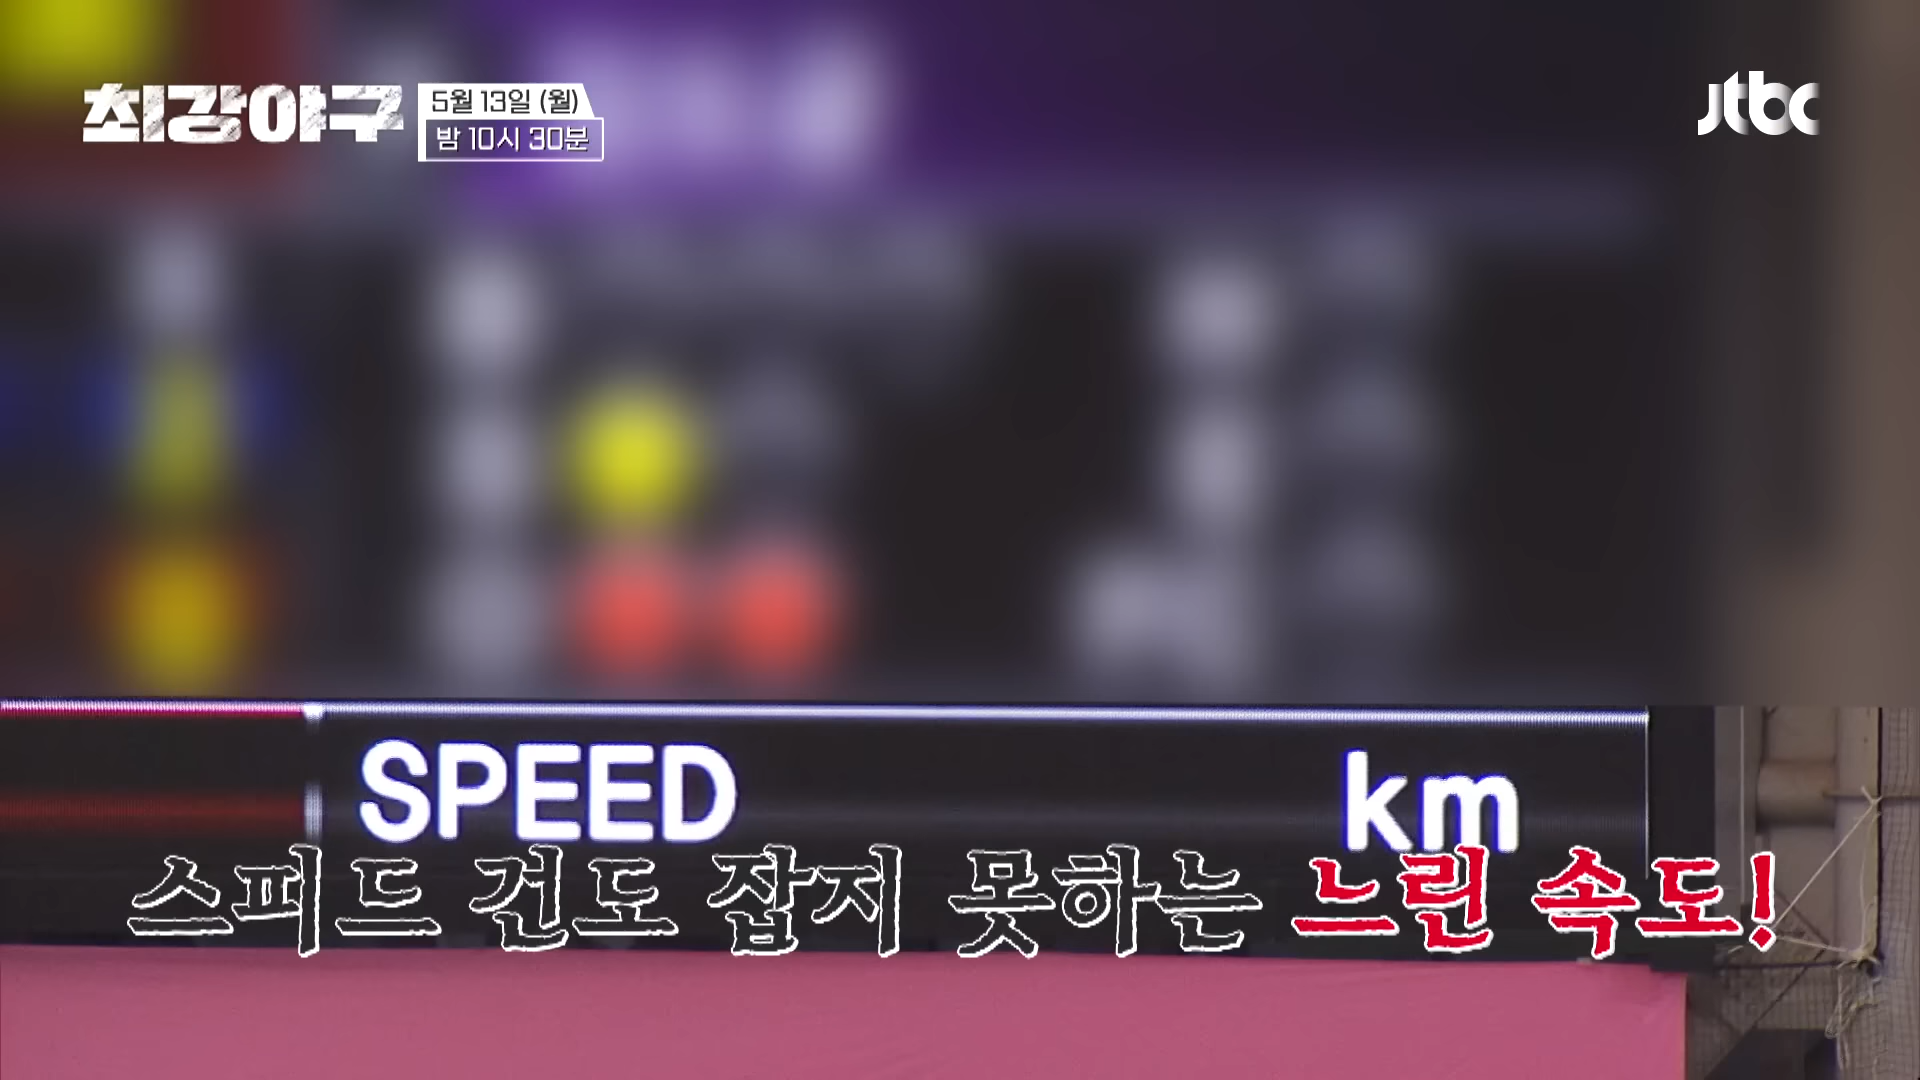 최강야구
5월 13일 (월)
밤 10시 30분
jtbc
SPEED km
스피드 건도 잡지 못하는 느린 속도!